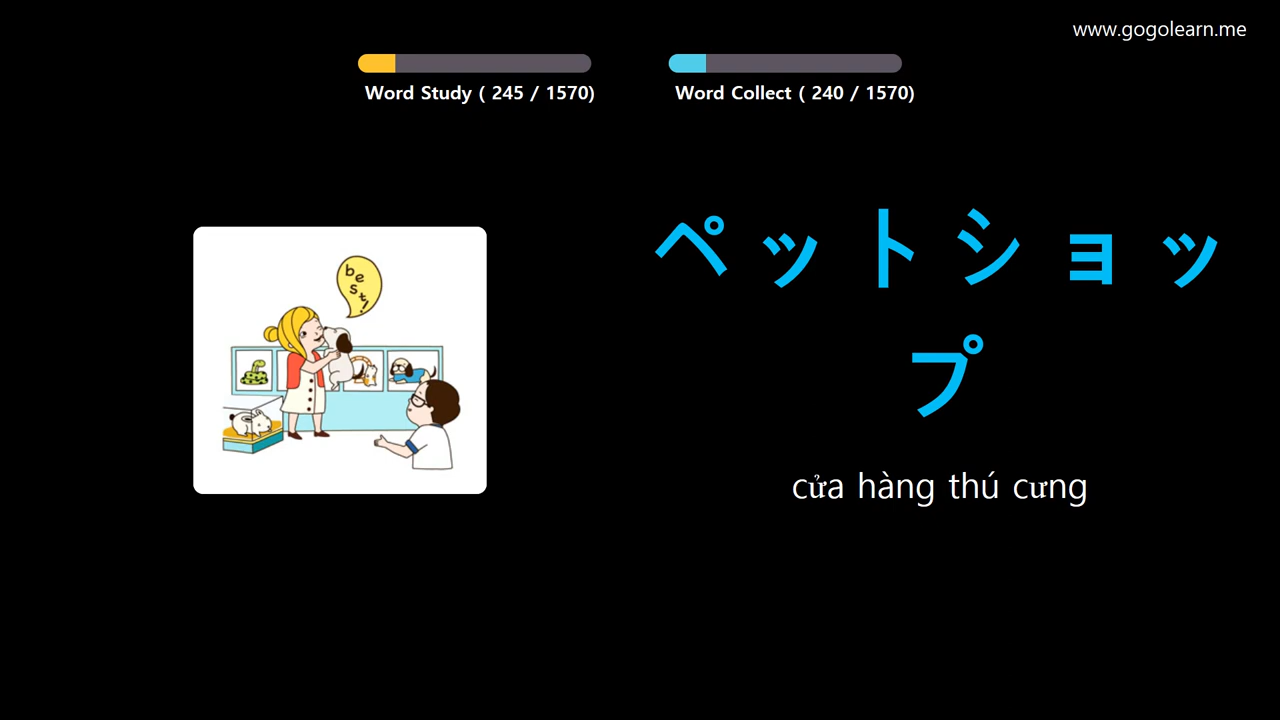 www.gogolearn.me
Word Study ( 245 / 1570)
Word Collect ( 240 / 1570)
best!
ペットショッ
プ
cửa hàng thú cưng